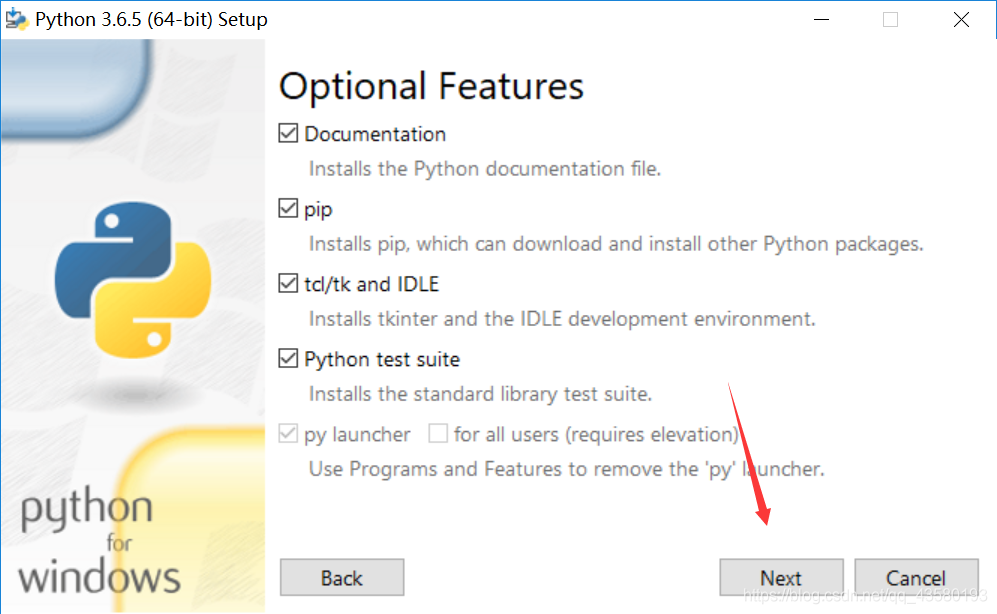 Python 3.6.5 (64-bit) Setup
Optional Features
Documentation
Installs the Python documentation file.
pip
Installs pip, which can download and install other Python packages.
tcl/tk and IDLE
Installs tkinter and the IDLE development environment.
Python test suite
Installs the standard library test suite.
py launcher for all users (requires elevation)
Use Programs and Features to remove the 'py' launcher.
python
for
windows
Back Next Cancel
https://blog.csdn.net/qq_43580193